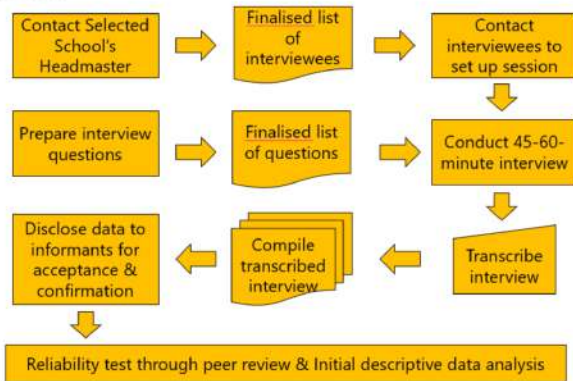 Contact Selected
School's
Headmaster
Finalised list
of
interviewees
Contact
interviewees to
set up session
Prepare interview
questions
Finalised list
of questions
Conduct 45-60-
minute interview
Disclose data to
informants for
acceptance &
confirmation
Compile
transcribed
interview
Transcribe
interview
Reliability test through peer review & Initial descriptive data analysis